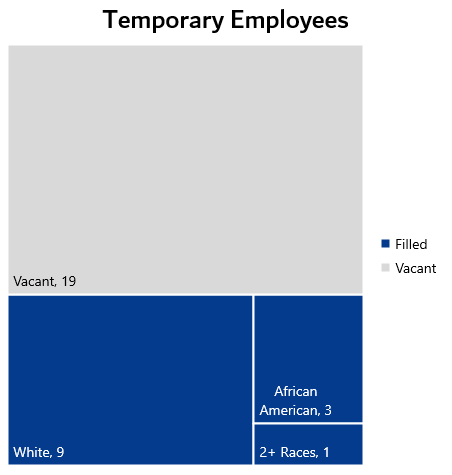 Temporary Employees
Vacant, 19
Filled
Vacant
African
American, 3
White, 9
2+ Races, 1